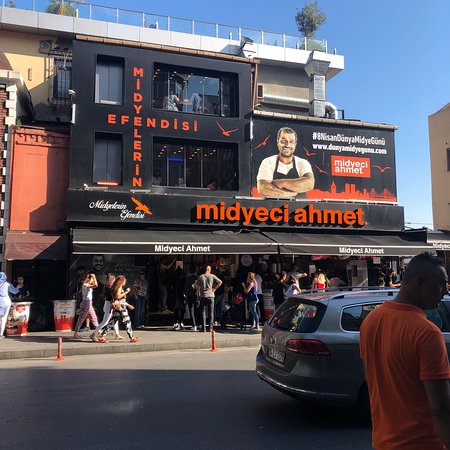 MİDYELERİN
EFENDİSİ
#8NisanDünyaMidyeGünü
www.dunyamidyegunu.com
midyeci
ahmet
Midyelerin
Efendisi
midyeci ahmet
Midyeci Ahmet
Midyeci Ahmet